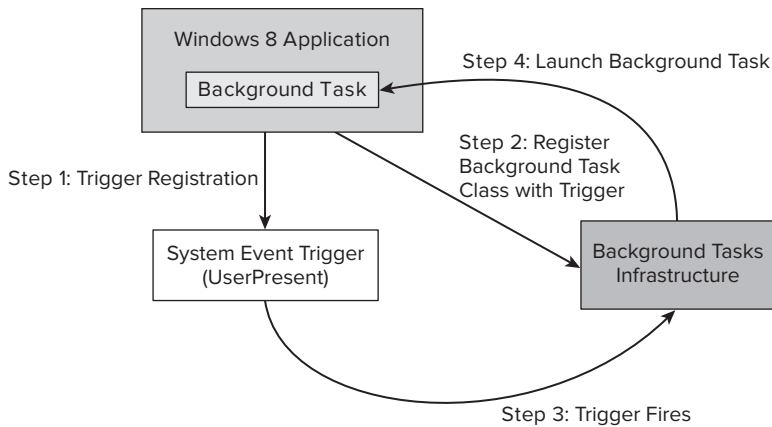 Windows 8 Application
Background Task
Step 4: Launch Background Task
Step 1: Trigger Registration
Step 2: Register
Background Task
Class with Trigger
System Event Trigger
(UserPresent)
Background Tasks
Infrastructure
Step 3: Trigger Fires